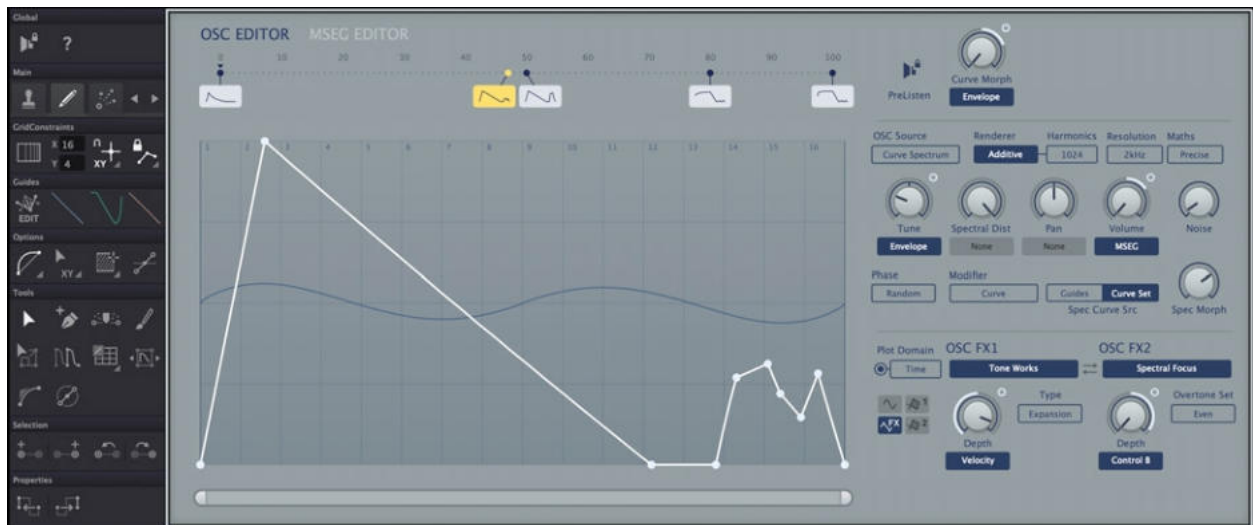 Global
?
Main
GridConstraints
X 16
Y 4
XY
Guides
EDIT
Options
XY
Tools
Selection
Properties
OSC EDITOR MSEG EDITOR
0 10 20 30 40 50 60 70 80 90 100
1 2 3 4 5 6 7 8 9 10 11 12 13 14 15 16
PreListen
Curve Morph
Envelope
OSC Source Renderer Harmonics Resolution Maths
Curve Spectrum Additive 1024 2kHz Precise
Tune Spectral Dist Pan Volume Noise
Envelope None None MSEG
Phase Modifier
Random Curve Guides Curve Set
Spec Curve Src Spec Morph
Plot Domain OSC FX1 OSC FX2
Time Tone Works Spectral Focus
Type Overtone Set
1
FX 2
Expansion Even
Depth Depth
Velocity Control B